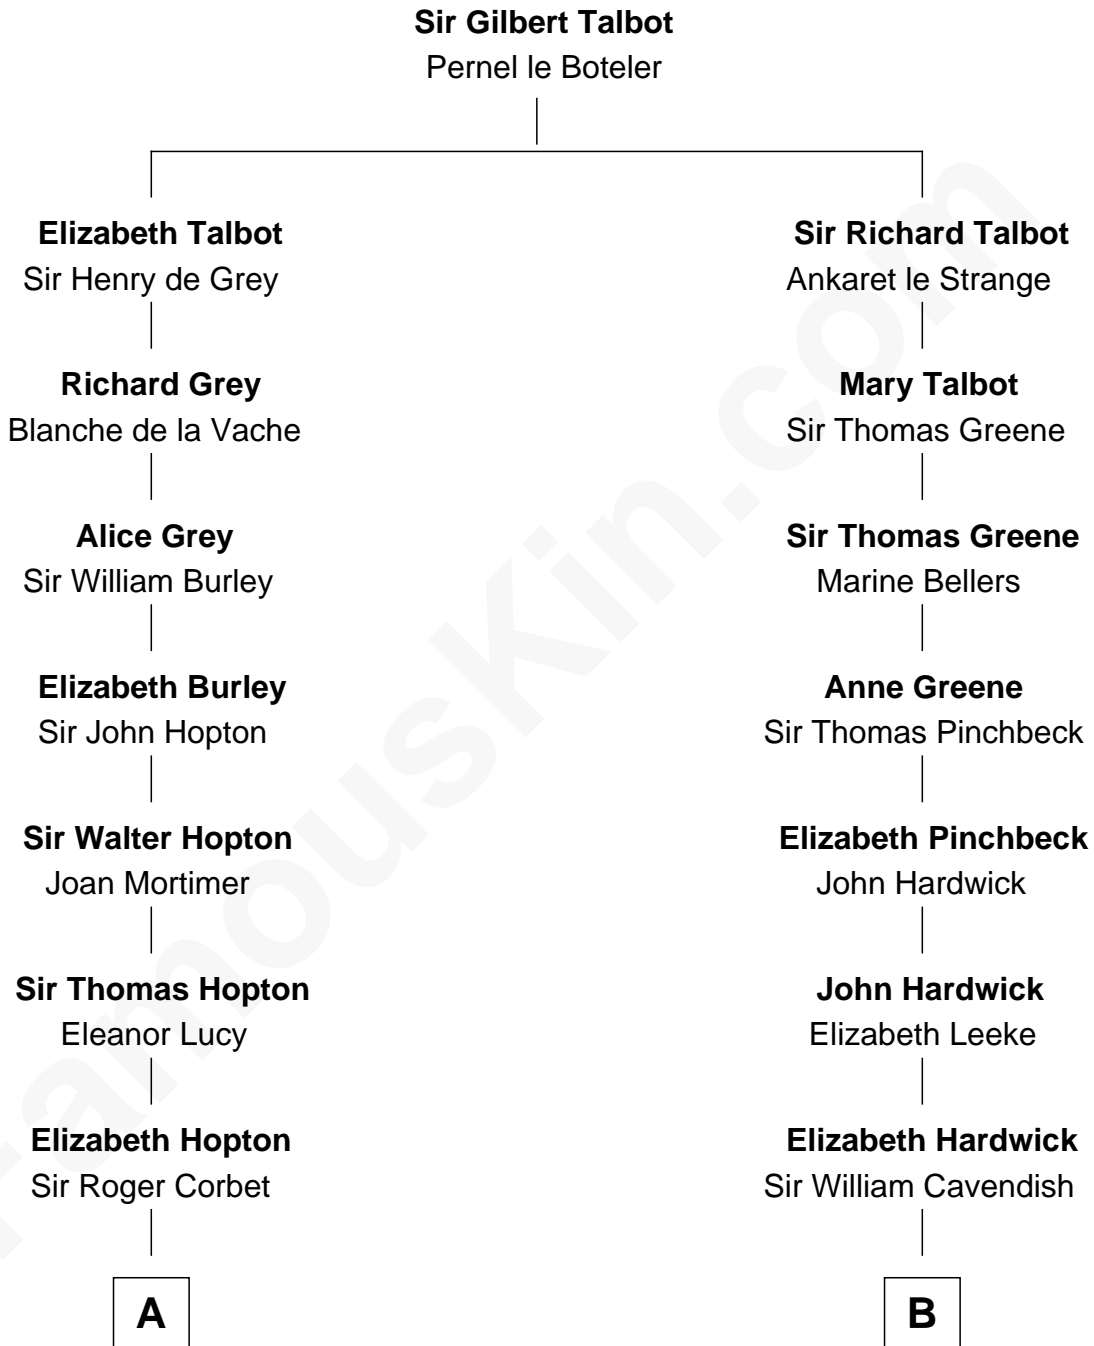 Sir Gilbert Talbot
Pernel le Boteler
Elizabeth Talbot
Sir Henry de Grey
Sir Richard Talbot
Ankaret le Strange
Richard Grey
Blanche de la Vache
Mary Talbot
Sir Thomas Greene
Alice Grey
Sir William Burley
Sir Thomas Greene
Marine Bellers
Elizabeth Burley
Sir John Hopton
Anne Greene
Sir Thomas Pinchbeck
Sir Walter Hopton
Joan Mortimer
Elizabeth Pinchbeck
John Hardwick
Sir Thomas Hopton
Eleanor Lucy
John Hardwick
Elizabeth Leeke
Elizabeth Hopton
Sir Roger Corbet
Elizabeth Hardwick
Sir William Cavendish
A
B
FamousKin.com